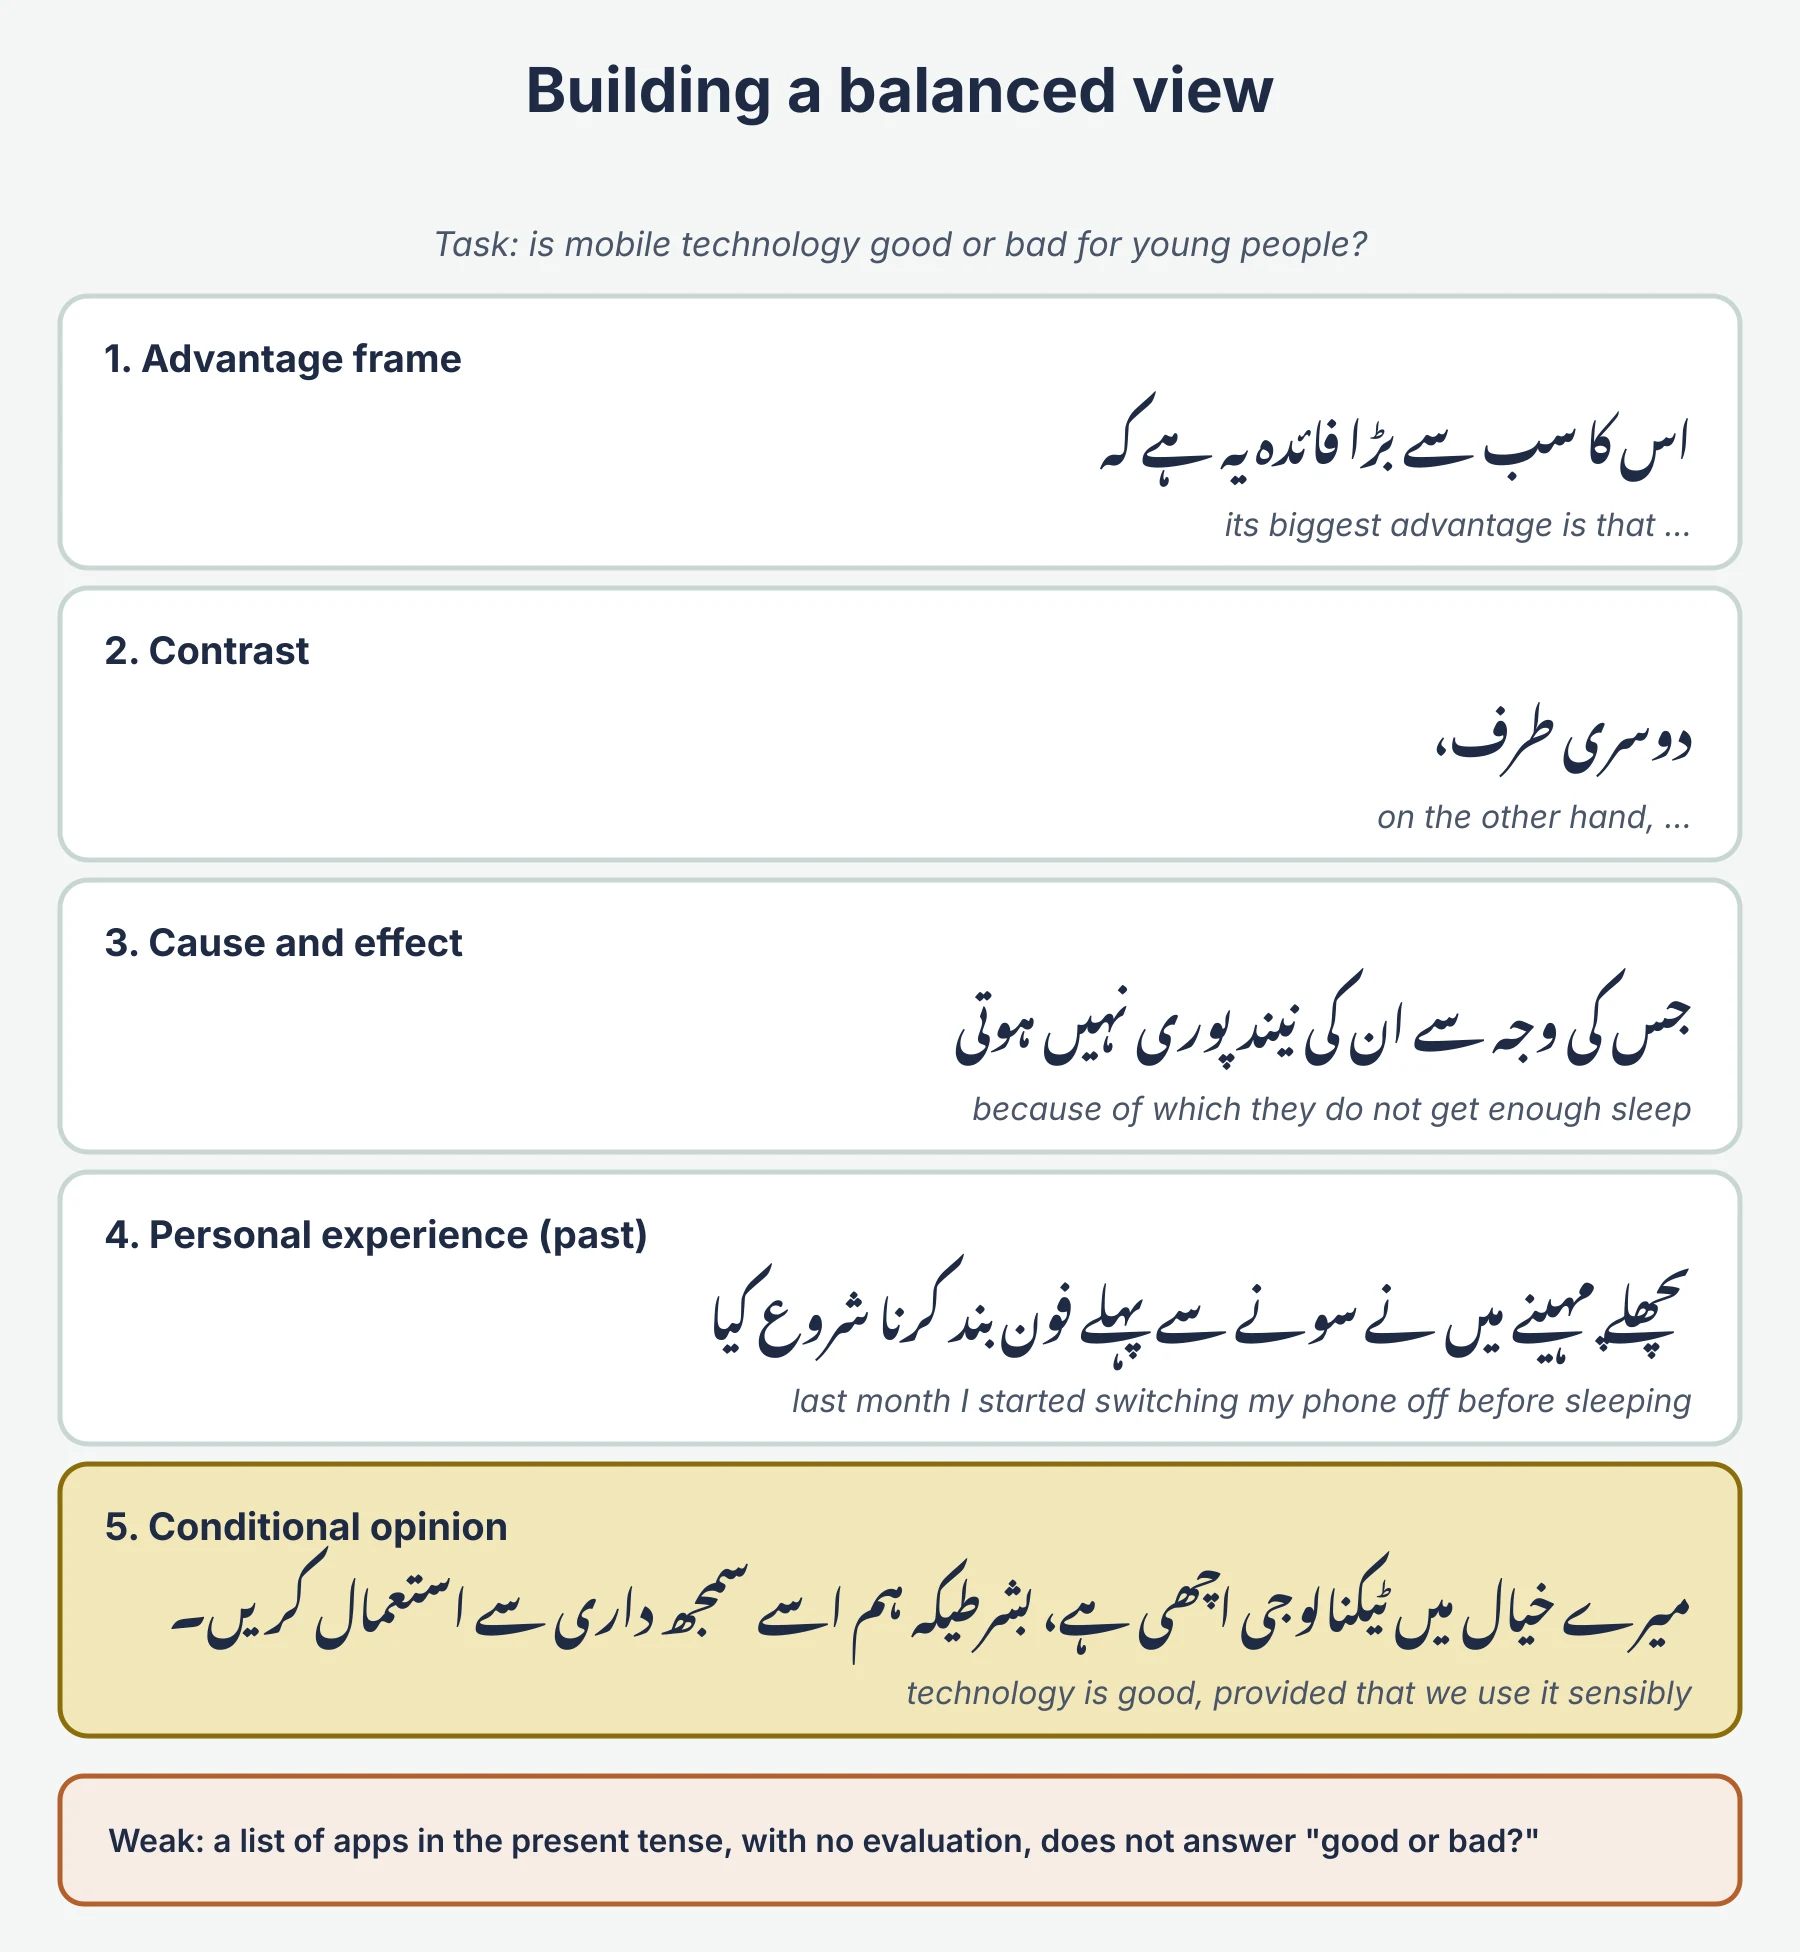 Building a balanced view
Task: is mobile technology good or bad for young people?
1. Advantage frame
اس کا سب سے بڑا فائدہ یہ ہے کہ
its biggest advantage is that ...
2. Contrast
دوسری طرف،
on the other hand, ...
3. Cause and effect
جس کی وجہ سے ان کی نیند پوری نہیں ہوتی
because of which they do not get enough sleep
4. Personal experience (past)
پچھلے مہینے میں نے سونے سے پہلے فون بند کرنا شروع کیا
last month I started switching my phone off before sleeping
5. Conditional opinion
میرے خیال میں ٹیکنالوجی اچھی ہے، بشرطیکہ ہم اسے سمجھ داری سے استعمال کریں۔
technology is good, provided that we use it sensibly
Weak: a list of apps in the present tense, with no evaluation, does not answer "good or bad?"